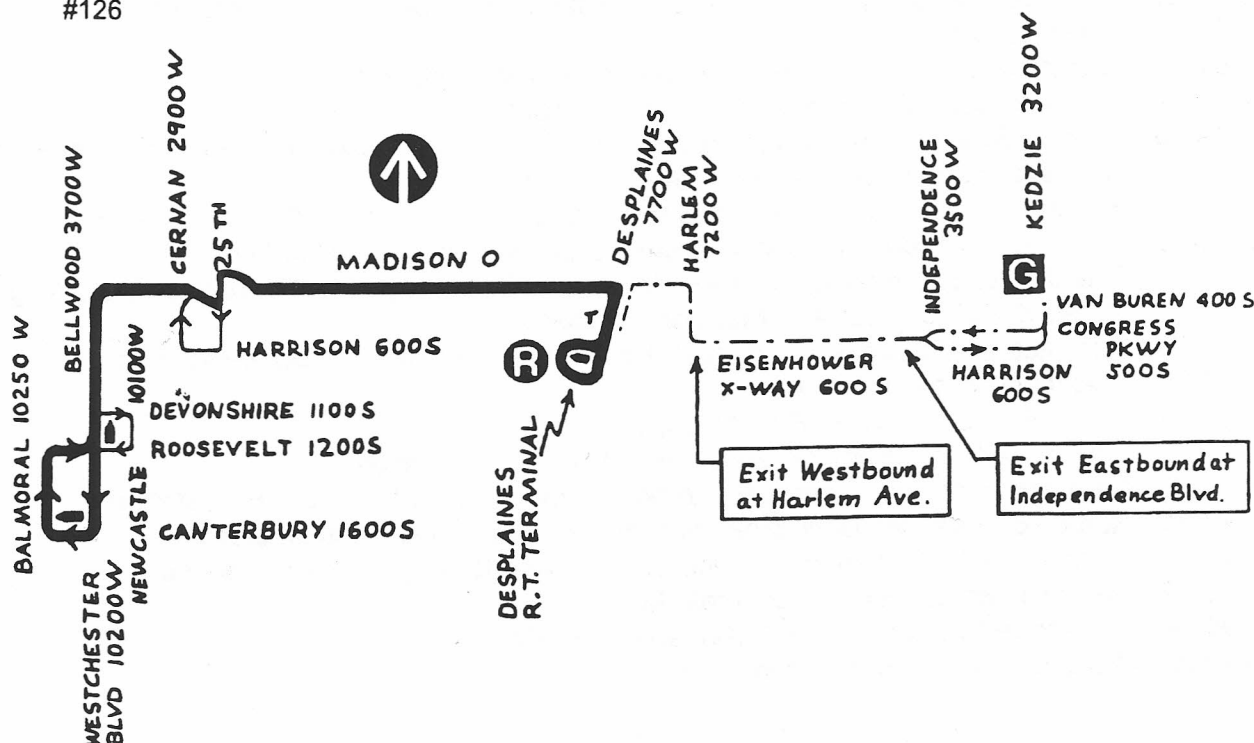 #126
CERNAN 2900W
25TH
BELLWOOD 3700W
MADISON 0
DESPLAINES
7700W
HARLEM
7200W
INDEPENDENCE
3500W
KEDZIE 3200W
G
VAN BUREN 400S
CONGRESS
PKWY
500S
HARRISON
600S
EISENHOWER
X-WAY 600S
HARRISON 600S
T
R
BALMORAL 10250 W
10100W
NEWCASTLE
DEVONSHIRE 1100S
ROOSEVELT 1200S
CANTERBURY 1600S
WESTCHESTER
BLVD 10200W
DESPLAINES
R.T. TERMINAL
Exit Westbound
at Harlem Ave.
Exit Eastbound at
Independence Blvd.